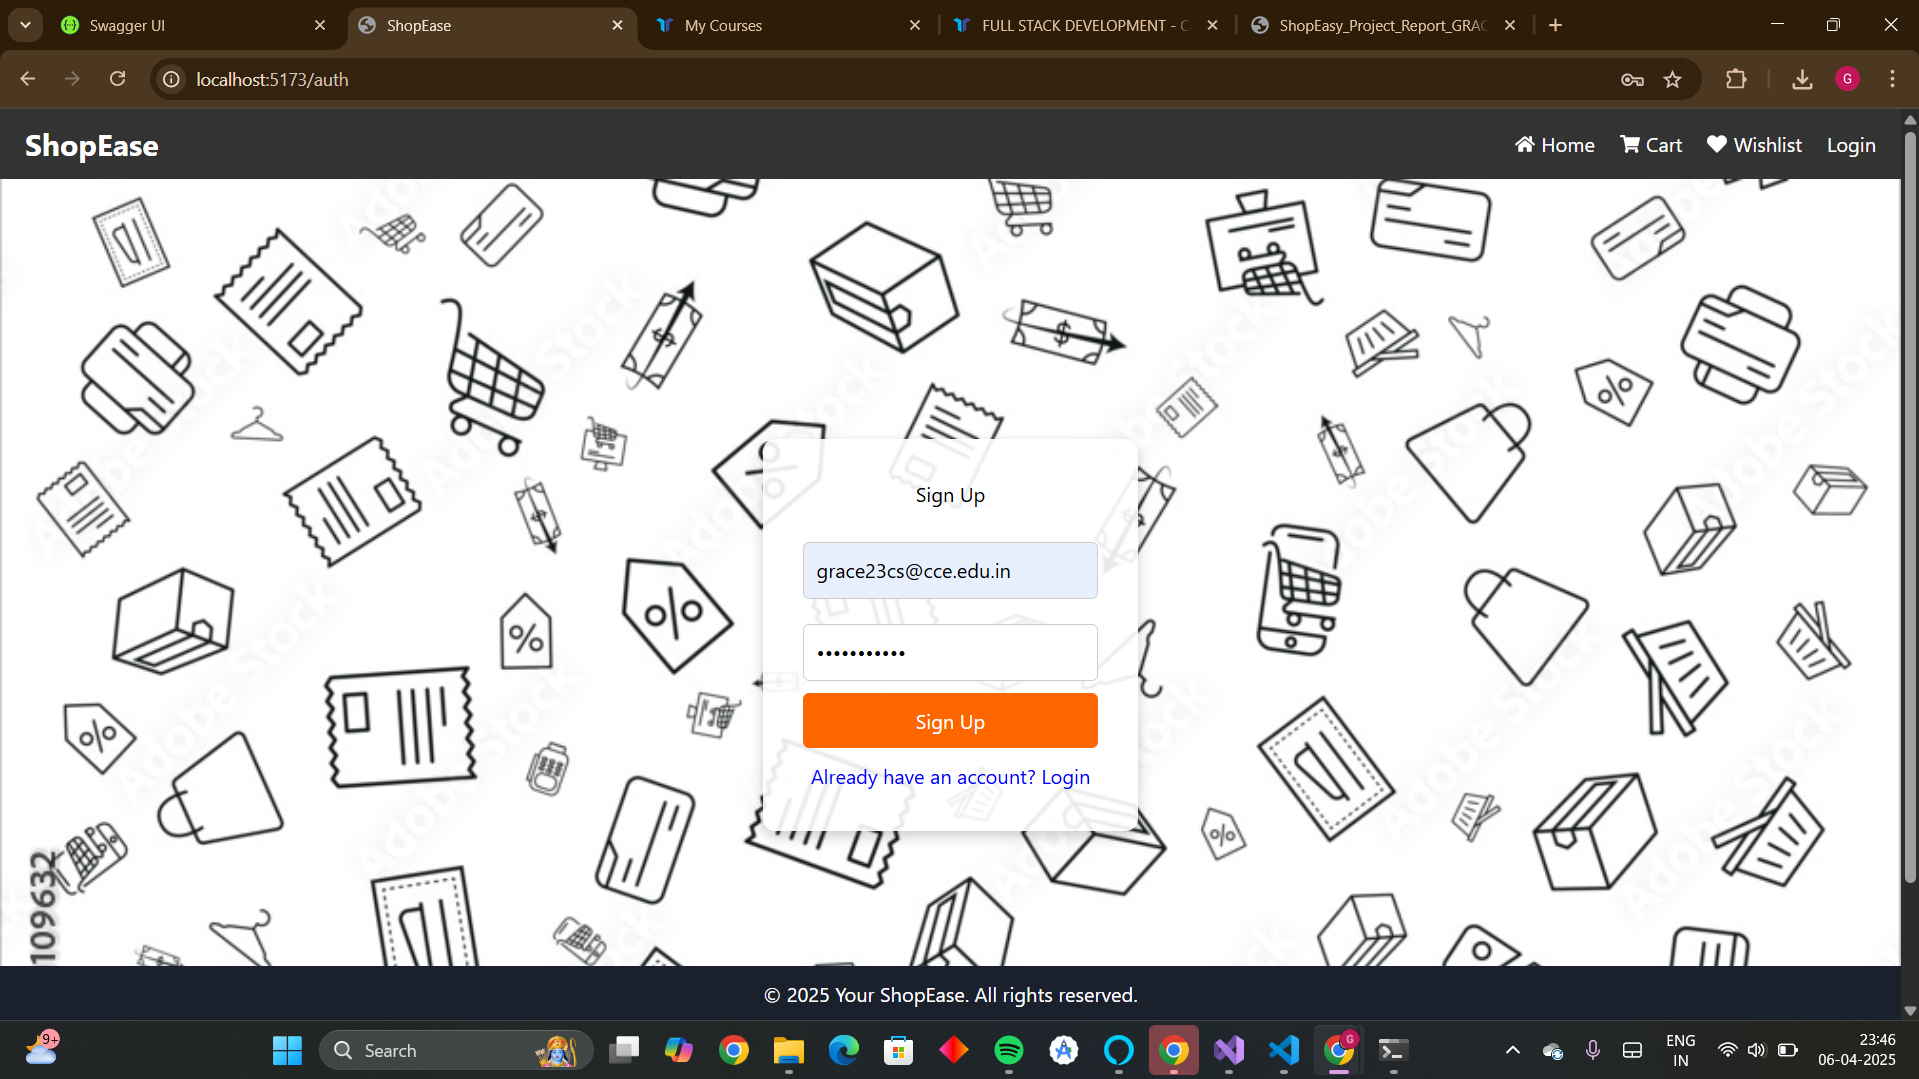 Swagger UI
ShopEase
My Courses
FULL STACK DEVELOPMENT - C
ShopEasy_Project_Report_GRAC
localhost:5173/auth
G
ShopEase
Home
Cart
Wishlist
Login
Adobe Stock
Sign Up
grace23cs@cce.edu.in
•••••••••••
Sign Up
Already have an account? Login
109632
© 2025 Your ShopEase. All rights reserved.
9+
Search
G
ENG
IN
23:46
06-04-2025